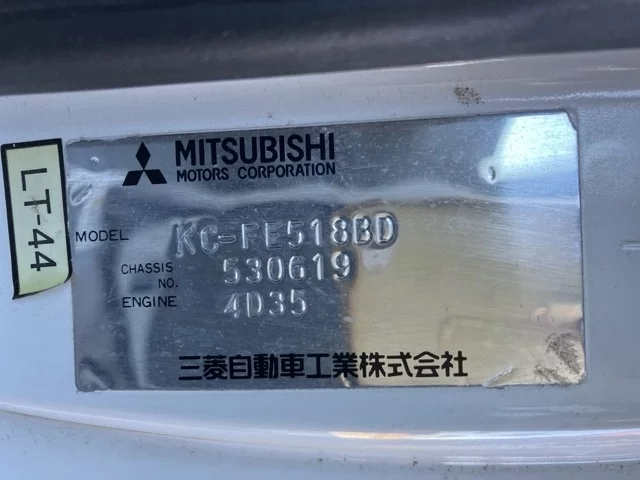 MITSUBISHI
MOTORS CORPORATION
LT-44
MODEL KC-FE518BD
CHASSIS NO. 530619
ENGINE 4D35
三菱自動車工業株式会社